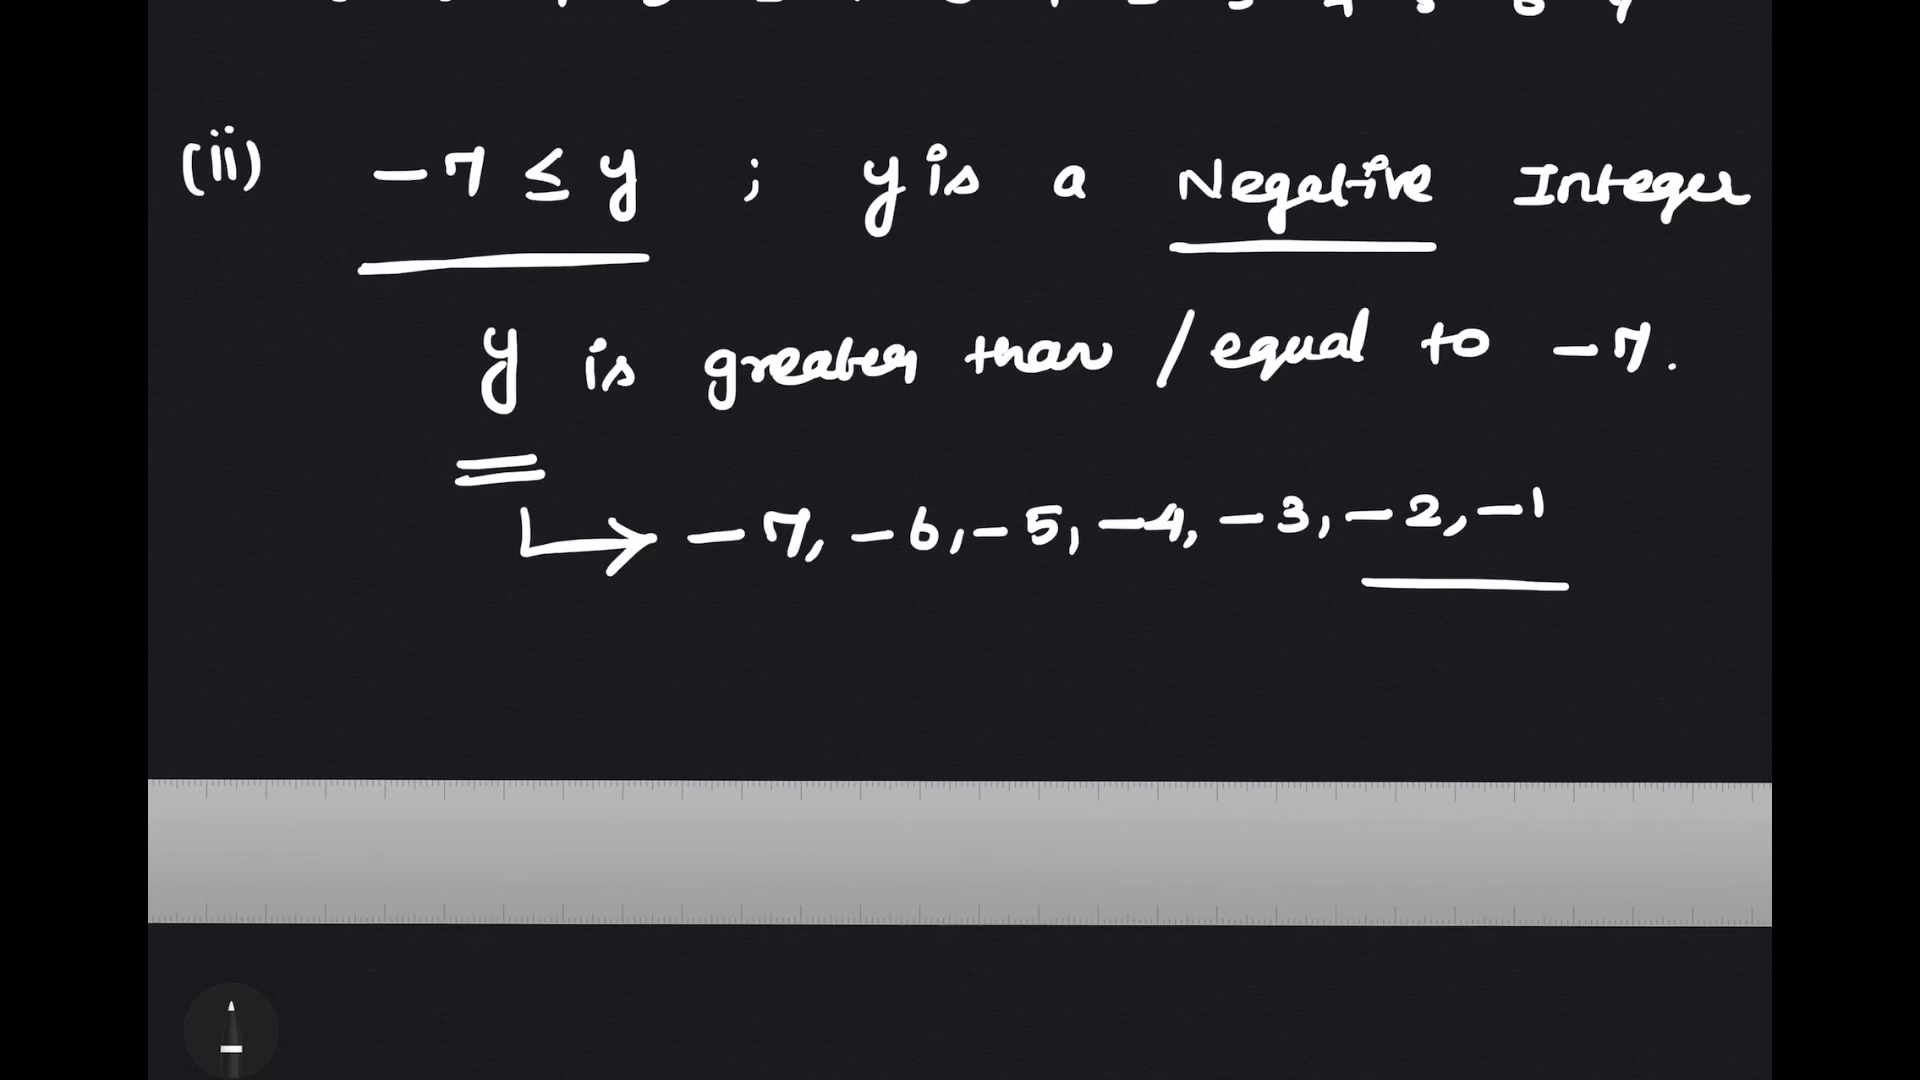 (ii) -7 ≤ y ; y is a Negative Integer
y is greater than / equal to -7.
-7, -6, -5, -4, -3, -2, -1